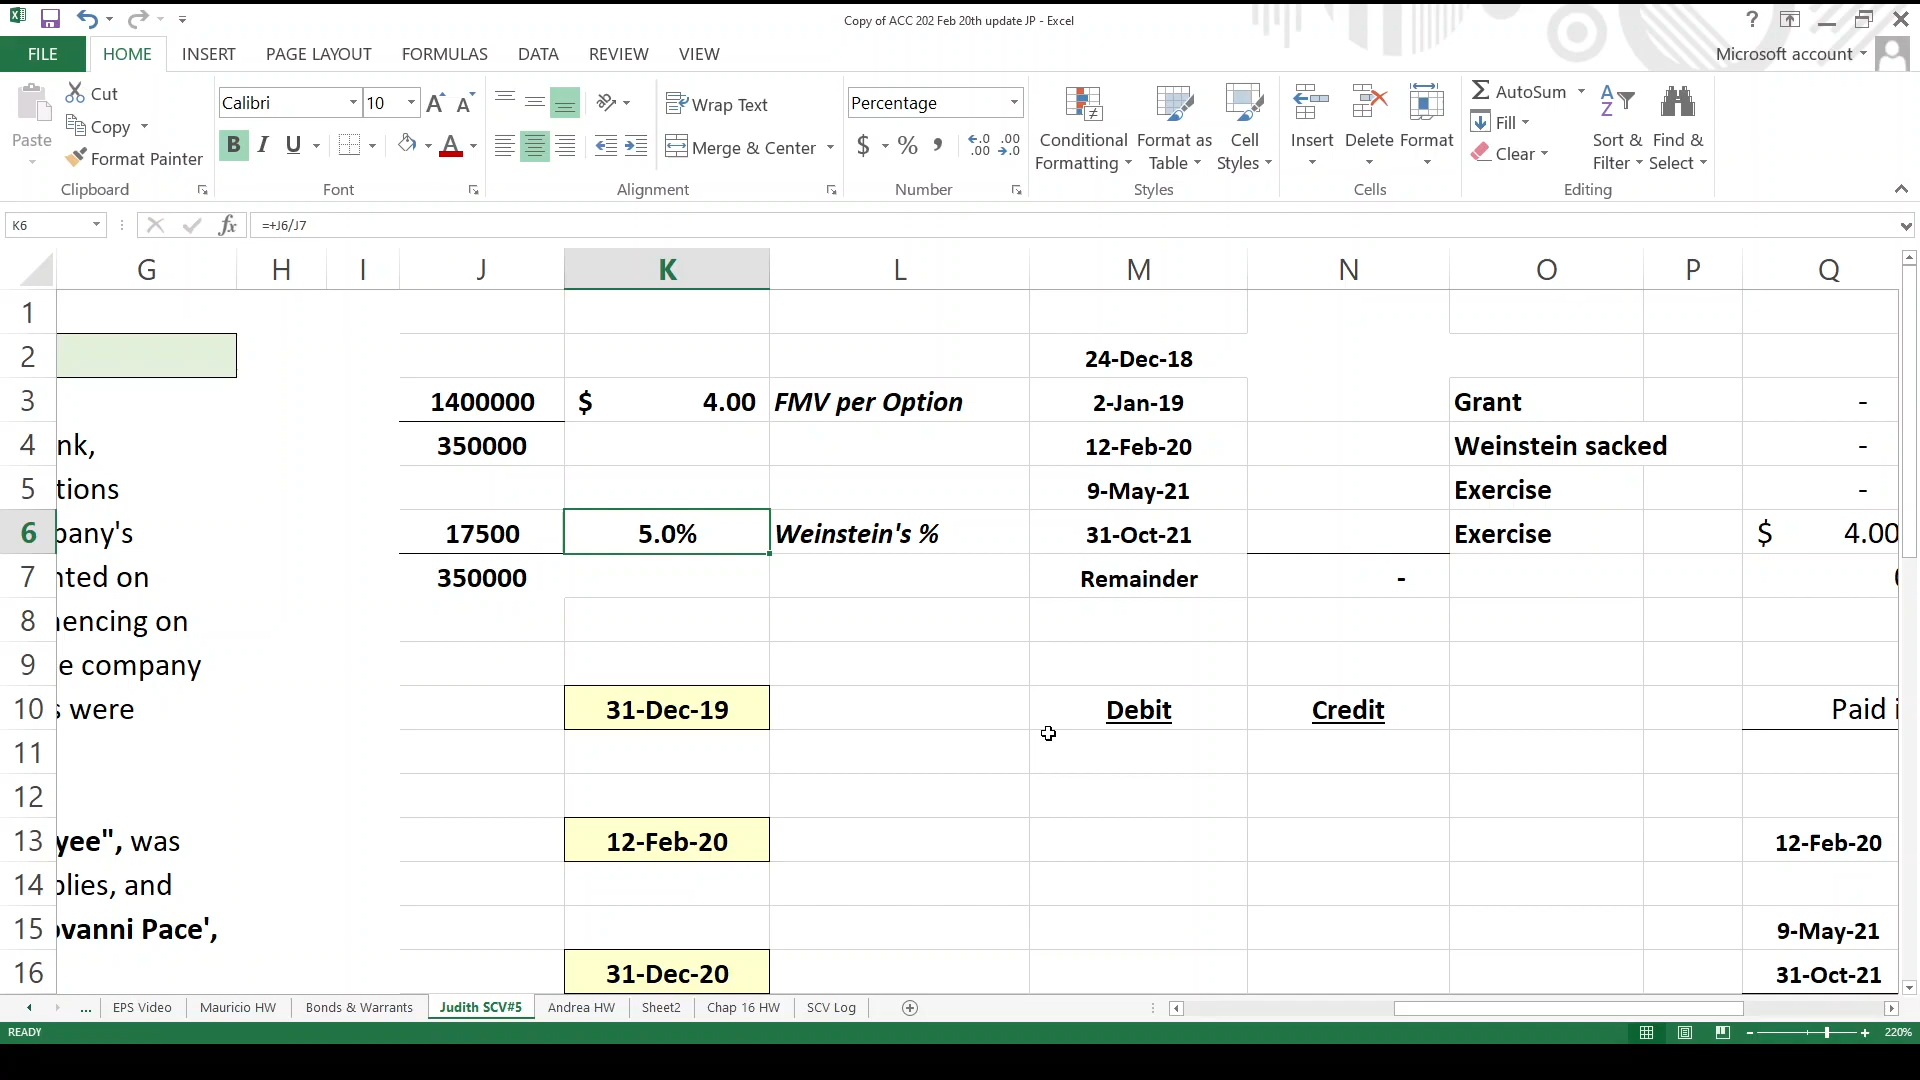 Copy of ACC 202 Feb 20th update JP - Excel
?
FILE HOME INSERT PAGE LAYOUT FORMULAS DATA REVIEW VIEW Microsoft account
Paste Cut
Copy
Format Painter
Clipboard
Calibri 10 A A
B I U A
Font
Wrap Text
Merge & Center
Alignment
Percentage
$ % , .0 .00 .00 .0
Number
Conditional Formatting
Format as Table
Cell Styles
Styles
Insert Delete Format
Cells
AutoSum
Fill
Clear
Sort & Filter
Find & Select
Editing
K6 fx =+J6/J7
G H I J K L M N O P Q
1
2 24-Dec-18
3 1400000 $ 4.00 FMV per Option 2-Jan-19 Grant -
4 nk, 350000 12-Feb-20 Weinstein sacked -
5 tions 9-May-21 Exercise -
6 pany's 17500 5.0% Weinstein's % 31-Oct-21 Exercise $ 4.00
7 nted on 350000 Remainder -
8 encing on
9 e company
10 s were 31-Dec-19 Debit Credit Paid i
11
12
13 yee", was 12-Feb-20 12-Feb-20
14 plies, and
15 ovanni Pace', 9-May-21
16 31-Dec-20 31-Oct-21
... EPS Video Mauricio HW Bonds & Warrants Judith SCV#5 Andrea HW Sheet2 Chap 16 HW SCV Log
READY 220%